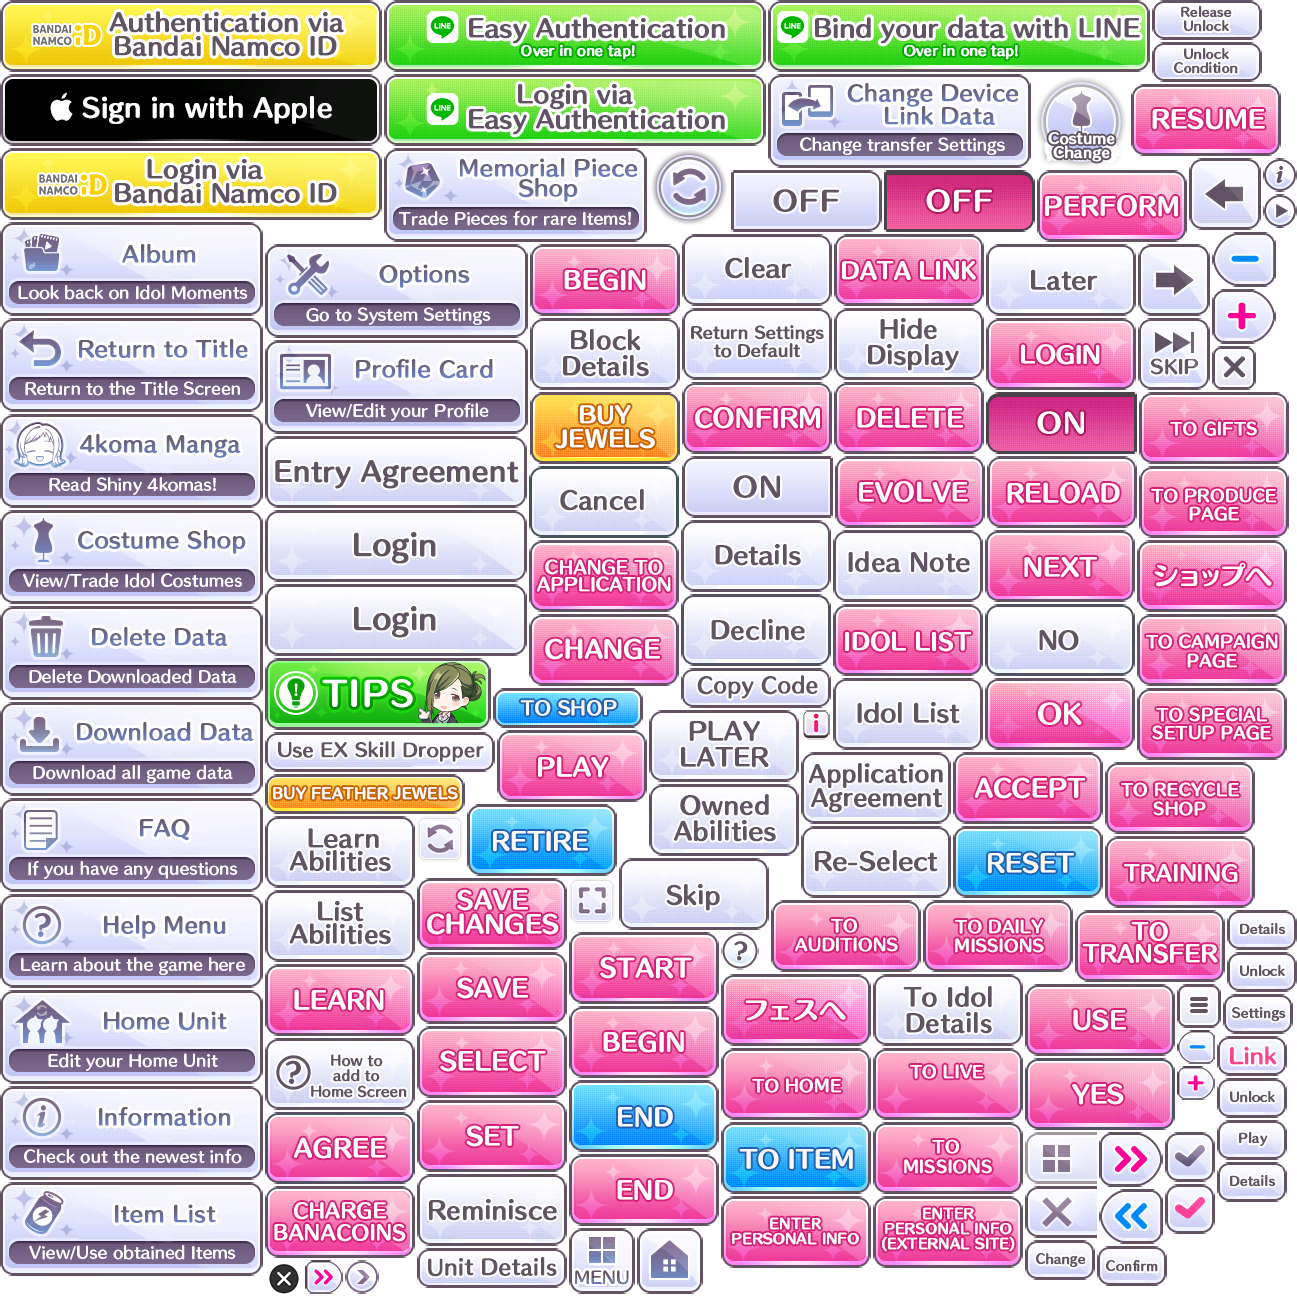 BANDAI
NAMCO iD
Authentication via
Bandai Namco ID
LINE
Easy Authentication
Over in one tap!
LINE
Bind your data with LINE
Over in one tap!
Release
Unlock
Unlock
Condition
Sign in with Apple
LINE
Login via
Easy Authentication
Change Device
Link Data
Change transfer Settings
Costume
Change
RESUME
BANDAI
NAMCO iD
Login via
Bandai Namco ID
Memorial Piece
Shop
Trade Pieces for rare Items!
OFF
OFF
PERFORM
i
Album
Look back on Idol Moments
Return to Title
Return to the Title Screen
4koma Manga
Read Shiny 4komas!
Costume Shop
View/Trade Idol Costumes
Delete Data
Delete Downloaded Data
Download Data
Download all game data
FAQ
If you have any questions
?
Help Menu
Learn about the game here
Home Unit
Edit your Home Unit
i
Information
Check out the newest info
Item List
View/Use obtained Items
Options
Go to System Settings
Profile Card
View/Edit your Profile
Entry Agreement
Login
Login
TIPS
Use EX Skill Dropper
BUY FEATHER JEWELS
Learn
Abilities
List
Abilities
LEARN
?
How to
add to
Home Screen
AGREE
CHARGE
BANACOINS
BEGIN
Block
Details
BUY
JEWELS
Cancel
CHANGE TO
APPLICATION
CHANGE
TO SHOP
PLAY
RETIRE
SAVE
CHANGES
SAVE
SELECT
SET
Reminisce
Unit Details
Clear
Return Settings
to Default
CONFIRM
ON
Details
Decline
Copy Code
PLAY
LATER
i
Owned
Abilities
Skip
START
BEGIN
END
END
MENU
DATA LINK
Hide
Display
DELETE
EVOLVE
Idea Note
IDOL LIST
Idol List
Application
Agreement
Re-Select
TO
AUDITIONS
?
フェスへ
TO HOME
TO ITEM
ENTER
PERSONAL INFO
Later
LOGIN
ON
RELOAD
NEXT
NO
OK
ACCEPT
RESET
TO DAILY
MISSIONS
To Idol
Details
TO LIVE
TO
MISSIONS
ENTER
PERSONAL INFO
(EXTERNAL SITE)
SKIP
TO GIFTS
TO PRODUCE
PAGE
ショップへ
TO CAMPAIGN
PAGE
TO SPECIAL
SETUP PAGE
TO RECYCLE
SHOP
TRAINING
TO
TRANSFER
USE
YES
Change
Confirm
Details
Unlock
Settings
Link
Unlock
Play
Details